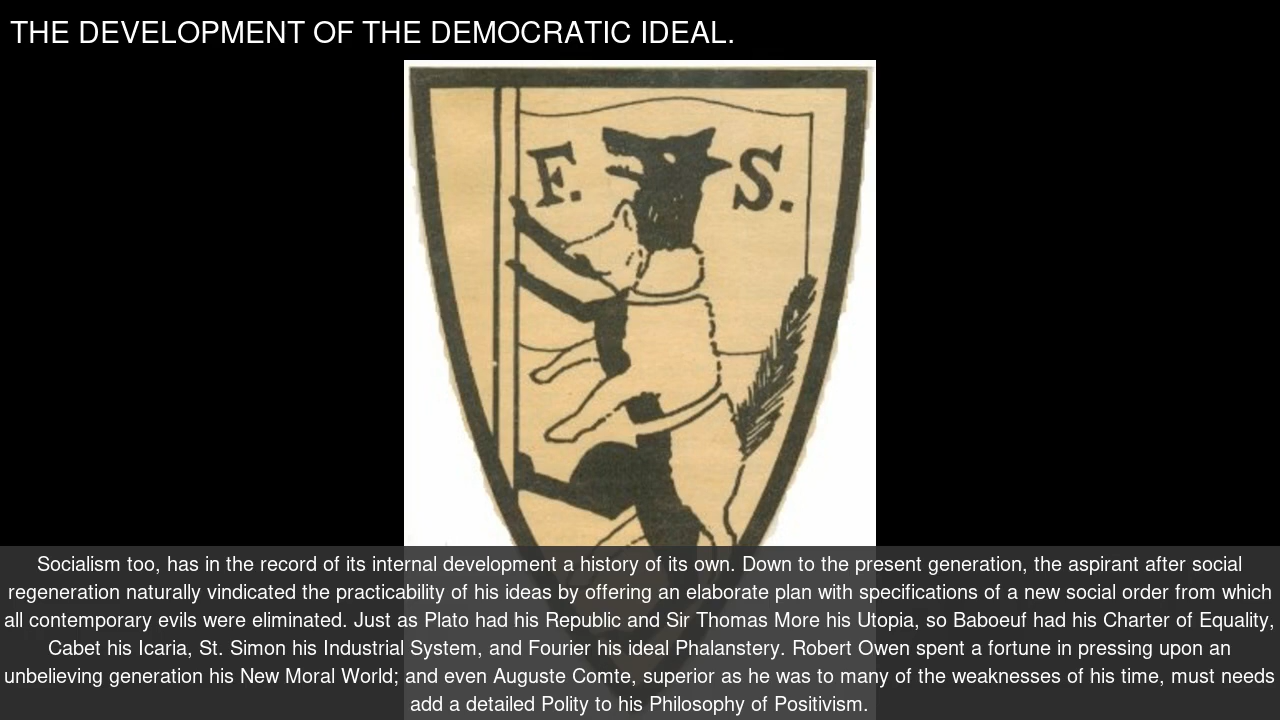 THE DEVELOPMENT OF THE DEMOCRATIC IDEAL.
F. S.
Socialism too, has in the record of its internal development a history of its own. Down to the present generation, the aspirant after social
regeneration naturally vindicated the practicability of his ideas by offering an elaborate plan with specifications of a new social order from which
all contemporary evils were eliminated. Just as Plato had his Republic and Sir Thomas More his Utopia, so Baboeuf had his Charter of Equality,
Cabet his Icaria, St. Simon his Industrial System, and Fourier his ideal Phalanstery. Robert Owen spent a fortune in pressing upon an
unbelieving generation his New Moral World; and even Auguste Comte, superior as he was to many of the weaknesses of his time, must needs
add a detailed Polity to his Philosophy of Positivism.